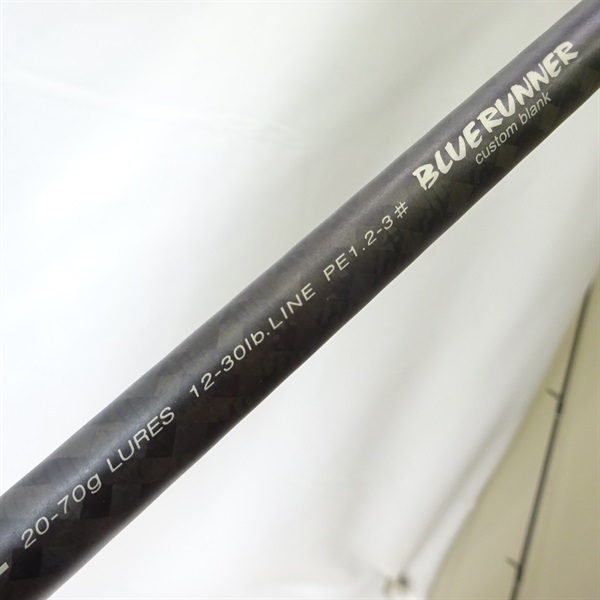 20-70g LURES 12-30lb.LINE PE1.2-3# BLUERUNNER
custom blank